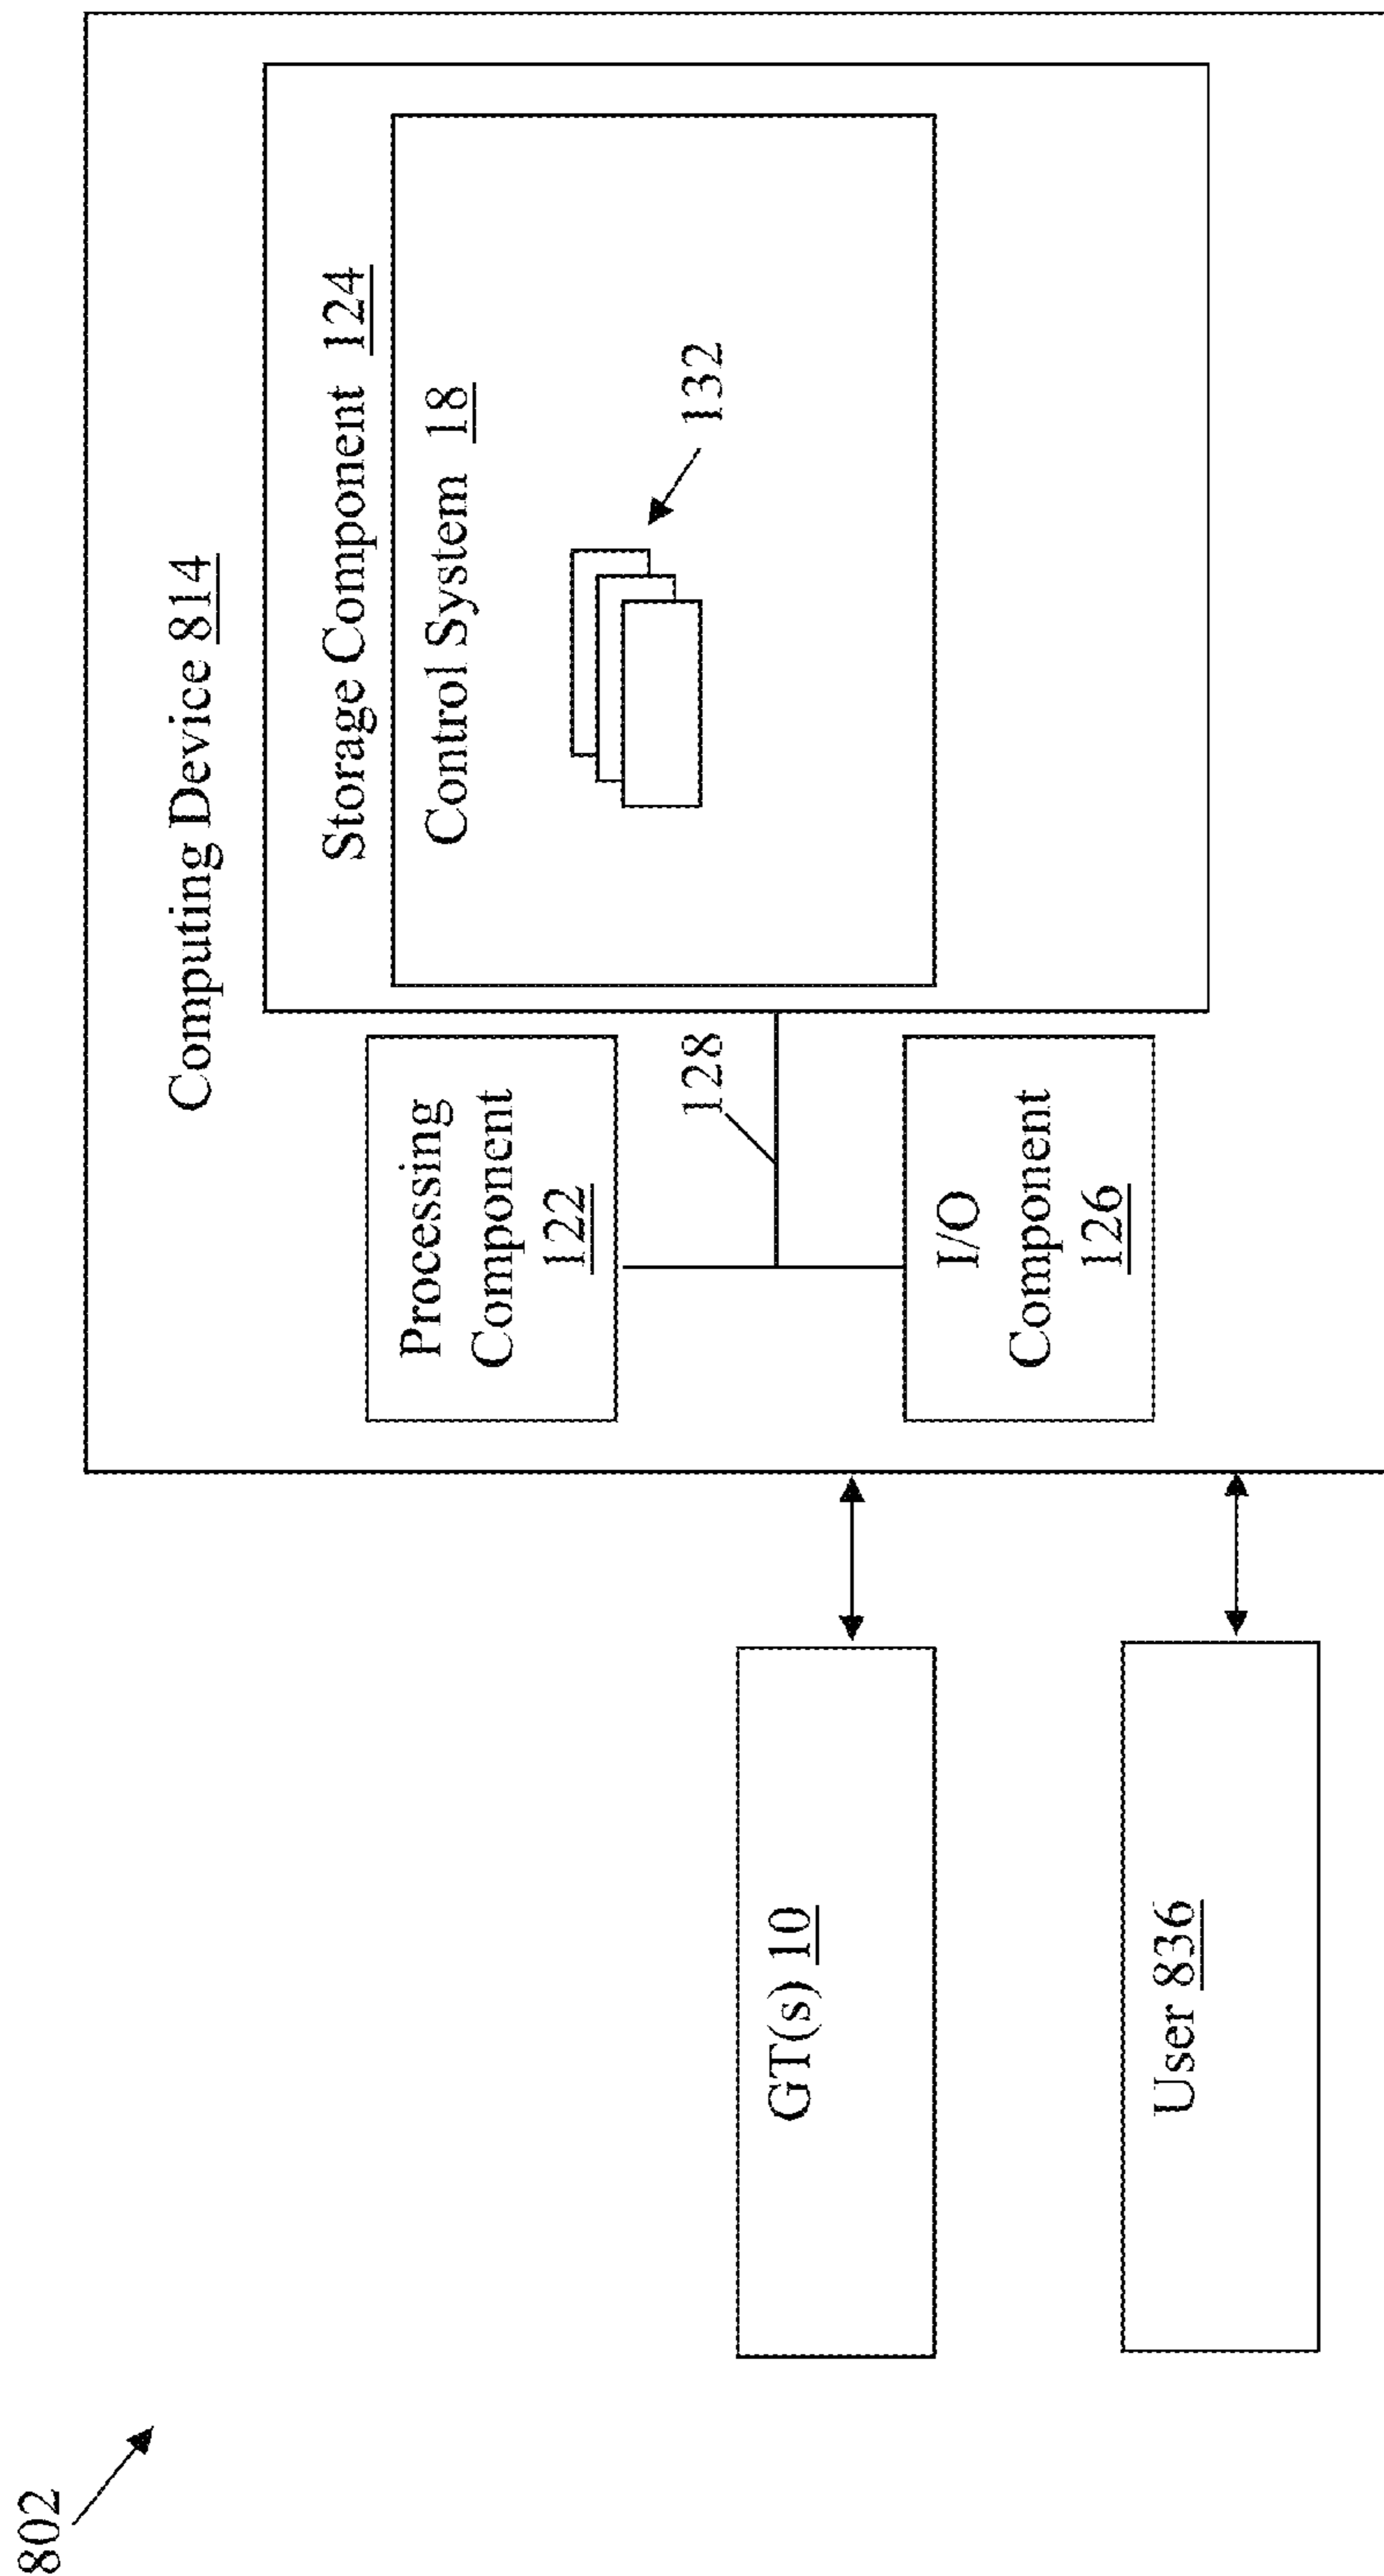 802
Computing Device 814
Storage Component 124
Control System 18
132
Processing
Component
122
128
I/O
Component
126
GT(s) 10
User 836